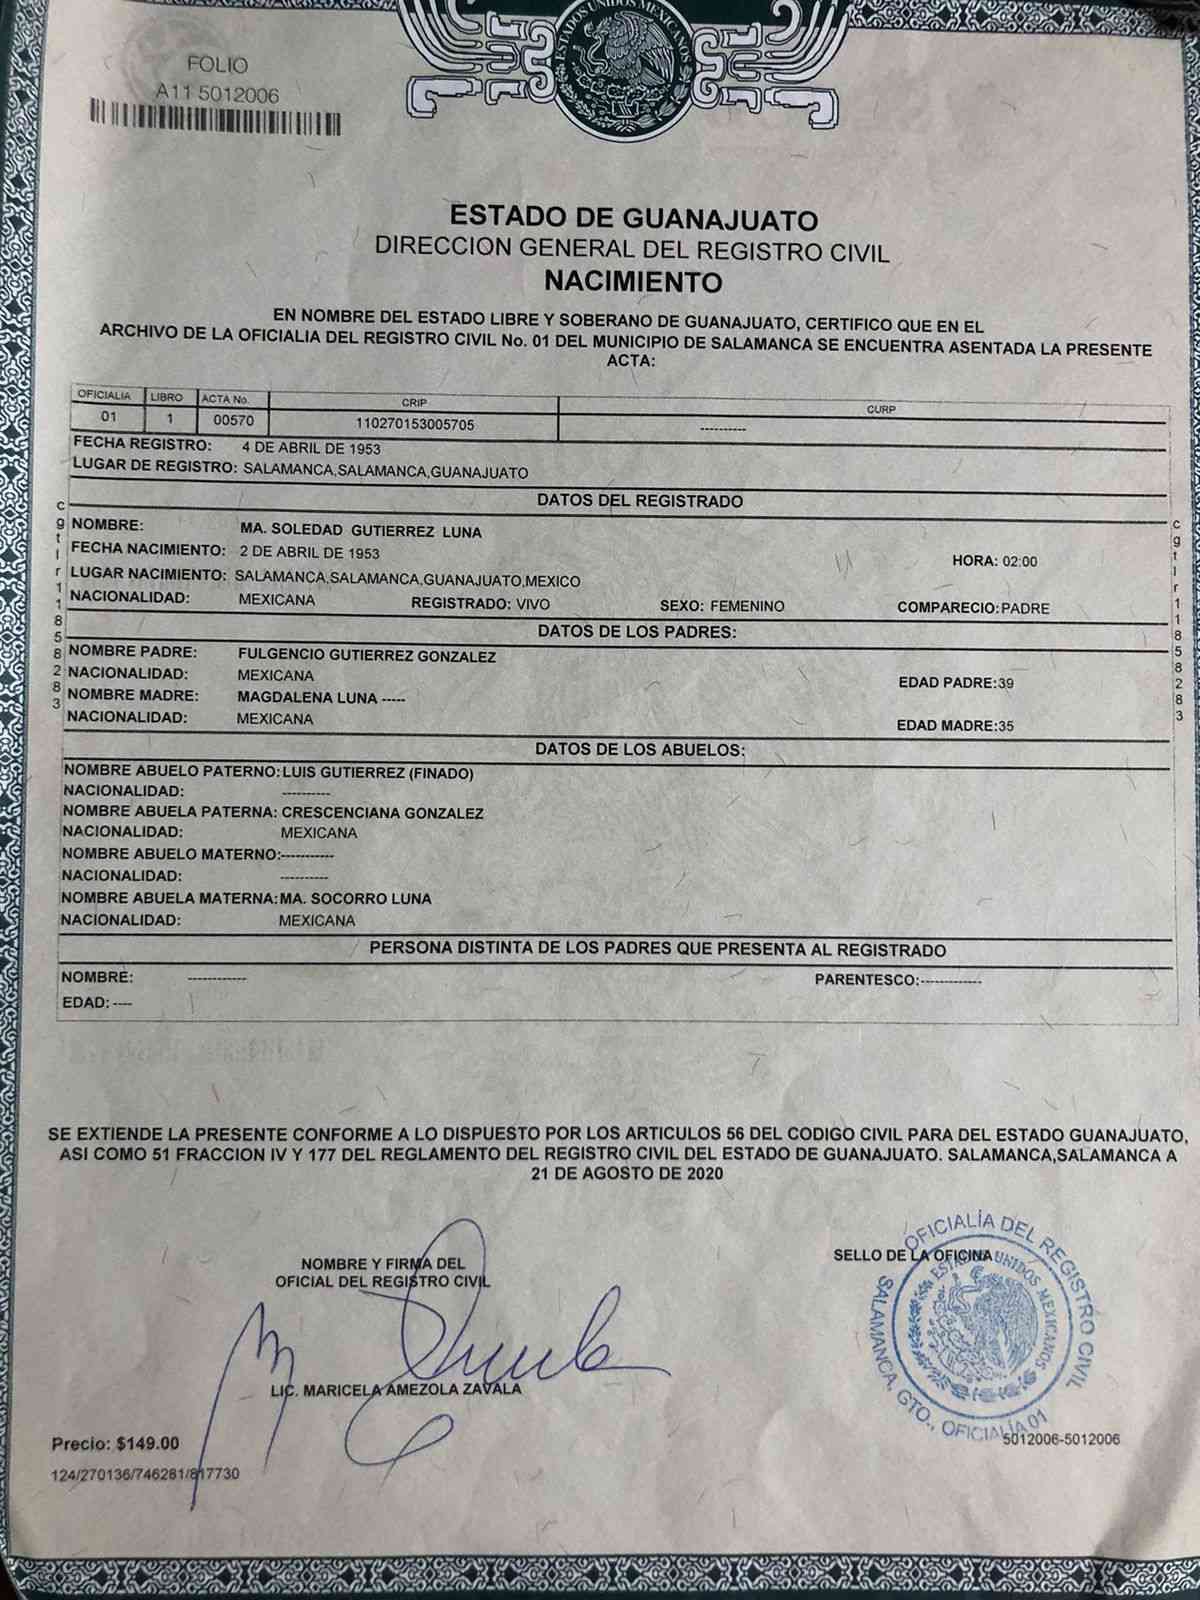 ESTADOS UNIDOS MEXICANOS
FOLIO
A11 5012006
ESTADO DE GUANAJUATO
DIRECCION GENERAL DEL REGISTRO CIVIL
NACIMIENTO
EN NOMBRE DEL ESTADO LIBRE Y SOBERANO DE GUANAJUATO, CERTIFICO QUE EN EL
ARCHIVO DE LA OFICIALIA DEL REGISTRO CIVIL No. 01 DEL MUNICIPIO DE SALAMANCA SE ENCUENTRA ASENTADA LA PRESENTE
ACTA:
OFICIALIA LIBRO ACTA No. CRIP CURP
01 1 00570 110270153005705 ----------
FECHA REGISTRO: 4 DE ABRIL DE 1953
LUGAR DE REGISTRO: SALAMANCA,SALAMANCA,GUANAJUATO
DATOS DEL REGISTRADO
NOMBRE: MA. SOLEDAD GUTIERREZ LUNA
FECHA NACIMIENTO: 2 DE ABRIL DE 1953 HORA: 02:00
LUGAR NACIMIENTO: SALAMANCA,SALAMANCA,GUANAJUATO,MEXICO
NACIONALIDAD: MEXICANA REGISTRADO: VIVO SEXO: FEMENINO COMPARECIO: PADRE
DATOS DE LOS PADRES:
NOMBRE PADRE: FULGENCIO GUTIERREZ GONZALEZ
NACIONALIDAD: MEXICANA EDAD PADRE:39
NOMBRE MADRE: MAGDALENA LUNA -----
NACIONALIDAD: MEXICANA EDAD MADRE:35
DATOS DE LOS ABUELOS:
NOMBRE ABUELO PATERNO: LUIS GUTIERREZ (FINADO)
NACIONALIDAD: ----------
NOMBRE ABUELA PATERNA: CRESCENCIANA GONZALEZ
NACIONALIDAD: MEXICANA
NOMBRE ABUELO MATERNO:-----------
NACIONALIDAD: ----------
NOMBRE ABUELA MATERNA: MA. SOCORRO LUNA
NACIONALIDAD: MEXICANA
PERSONA DISTINTA DE LOS PADRES QUE PRESENTA AL REGISTRADO
NOMBRE: ------------ PARENTESCO:-------------
EDAD: ----
cgtlr11858283
cgtlr11858283
SE EXTIENDE LA PRESENTE CONFORME A LO DISPUESTO POR LOS ARTICULOS 56 DEL CODIGO CIVIL PARA DEL ESTADO GUANAJUATO,
ASI COMO 51 FRACCION IV Y 177 DEL REGLAMENTO DEL REGISTRO CIVIL DEL ESTADO DE GUANAJUATO. SALAMANCA,SALAMANCA A
21 DE AGOSTO DE 2020
NOMBRE Y FIRMA DEL
OFICIAL DEL REGISTRO CIVIL
LIC. MARICELA AMEZOLA ZAVALA
SELLO DE LA OFICINA
OFICIALÍA DEL REGISTRO CIVIL
ESTADOS UNIDOS MEXICANOS
SALAMANCA, GTO., OFICIALÍA 01
5012006-5012006
Precio: $149.00
124/270136/746281/817730